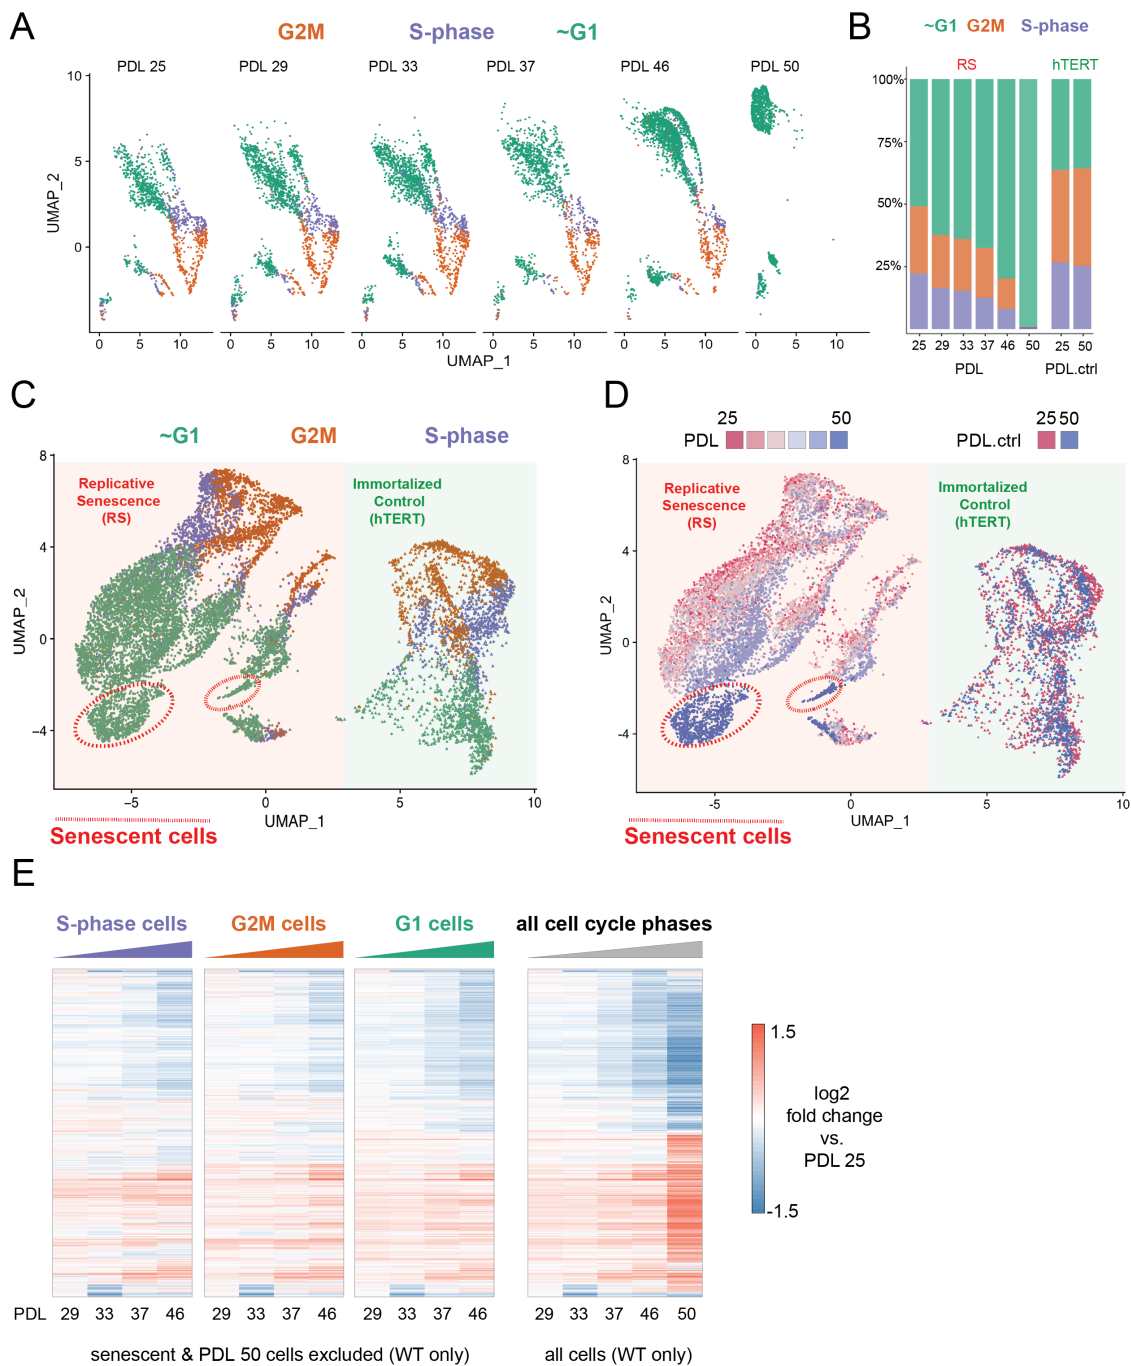 A
G2M S-phase ~G1
PDL 25 PDL 29 PDL 33 PDL 37 PDL 46 PDL 50
10
5
0
UMAP_2
0 5 10 0 5 10 0 5 10 0 5 10 0 5 10 0 5 10
UMAP_1
B
~G1 G2M S-phase
RS hTERT
100%
75%
50%
25%
25 29 33 37 46 50 25 50
PDL PDL.ctrl
C
~G1 G2M S-phase
8
4
0
−4
UMAP_2
Replicative
Senescence
(RS)
Immortalized
Control
(hTERT)
−5 0 5 10
UMAP_1
Senescent cells
D
25 50 25 50
PDL PDL.ctrl
8
4
0
-4
UMAP_2
Replicative
Senescence
(RS)
Immortalized
Control
(hTERT)
-5 0 5 10
UMAP_1
Senescent cells
E
S-phase cells G2M cells G1 cells all cell cycle phases
1.5
log2
fold change
vs.
PDL 25
-1.5
PDL 29 33 37 46 29 33 37 46 29 33 37 46 29 33 37 46 50
senescent & PDL 50 cells excluded (WT only) all cells (WT only)